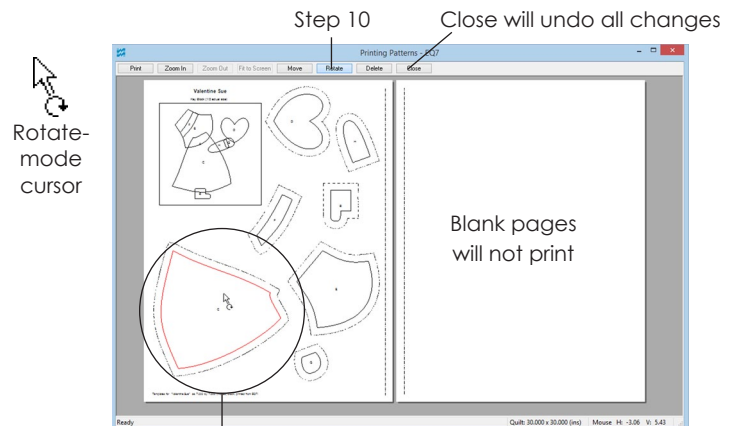 Step 10
Close will undo all changes
Printing Patterns - EQ7
Print
Zoom In
Zoom Out
Fit to Screen
Move
Rotate
Delete
Close
Rotate-
mode
cursor
Valentine Sue
Blank pages
will not print
Ready
Quilt: 30.000 x 30.000 (ins)
Mouse H: -3.06 V: 5.43